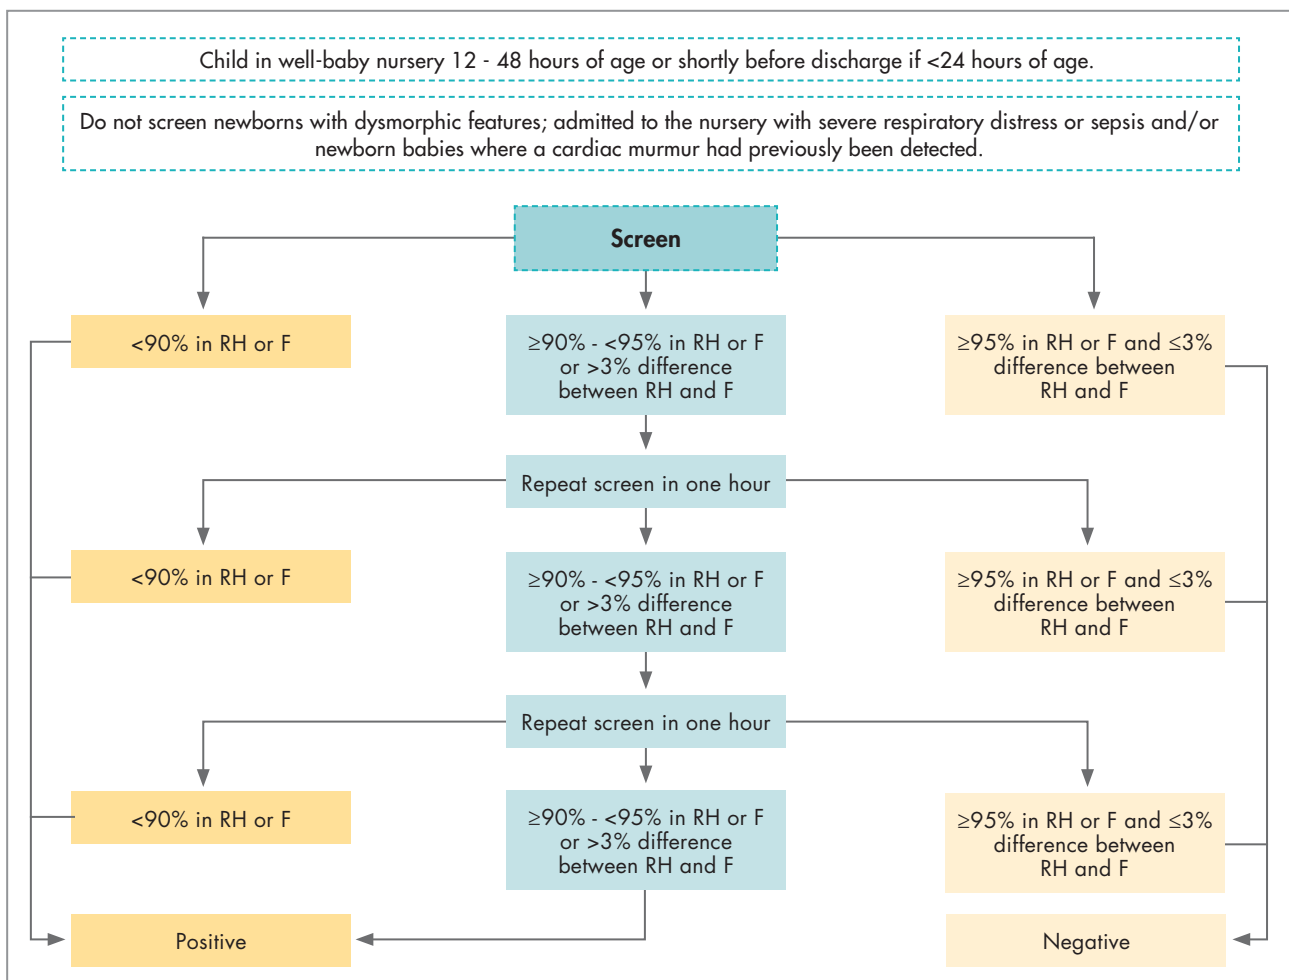 Child in well-baby nursery 12 - 48 hours of age or shortly before discharge if <24 hours of age.
Do not screen newborns with dysmorphic features; admitted to the nursery with severe respiratory distress or sepsis and/or
newborn babies where a cardiac murmur had previously been detected.
Screen
<90% in RH or F
≥90% - <95% in RH or F
or >3% difference
between RH and F
≥95% in RH or F and ≤3%
difference between
RH and F
Repeat screen in one hour
<90% in RH or F
≥90% - <95% in RH or F
or >3% difference
between RH and F
≥95% in RH or F and ≤3%
difference between
RH and F
Repeat screen in one hour
<90% in RH or F
≥90% - <95% in RH or F
or >3% difference
between RH and F
≥95% in RH or F and ≤3%
difference between
RH and F
Positive
Negative